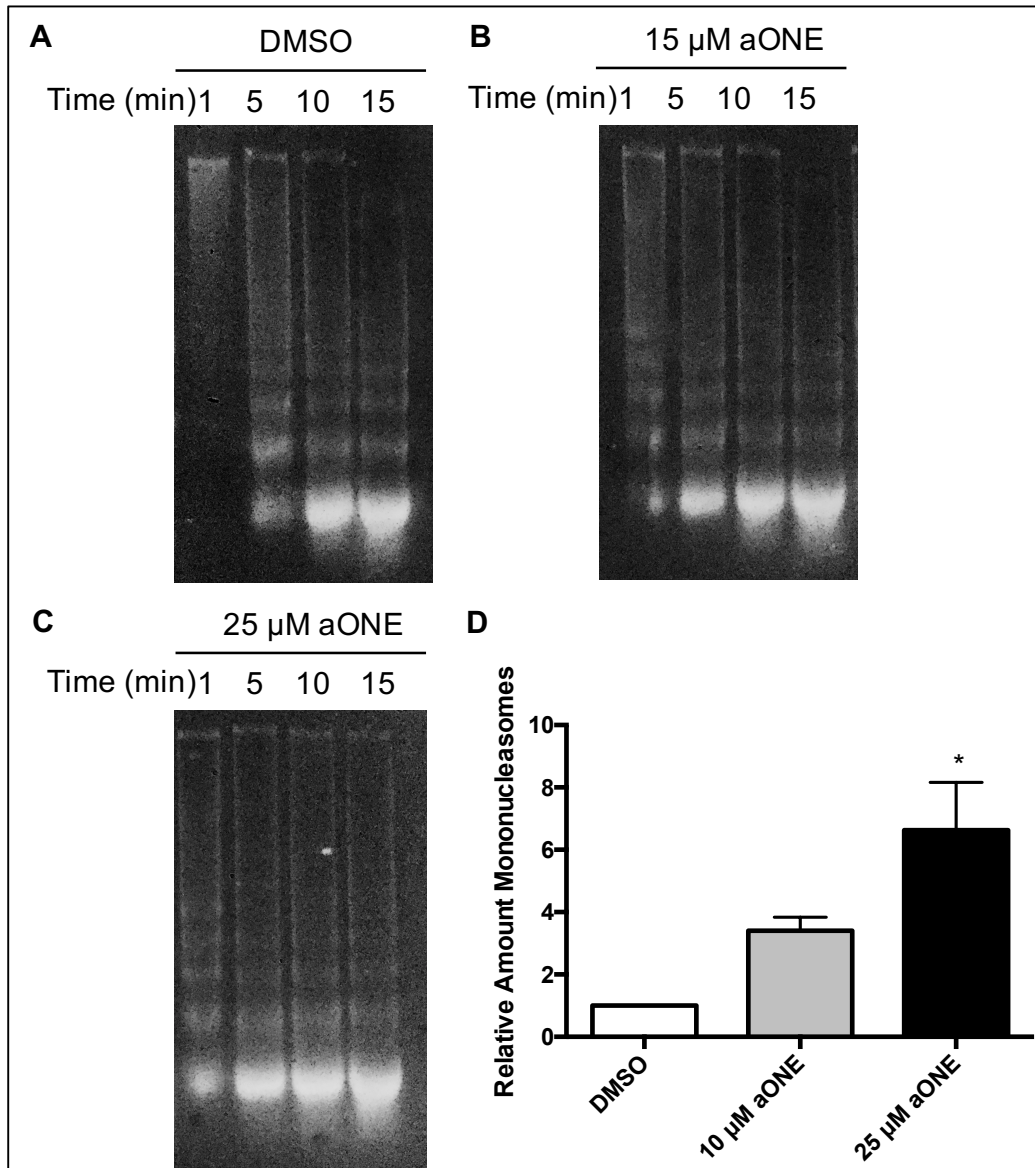 A
DMSO
Time (min) 1 5 10 15
B
15 µM aONE
Time (min) 1 5 10 15
C
25 µM aONE
Time (min) 1 5 10 15
D
Relative Amount Mononucleasomes
10
8
6
4
2
0
*
DMSO
10 µM aONE
25 µM aONE